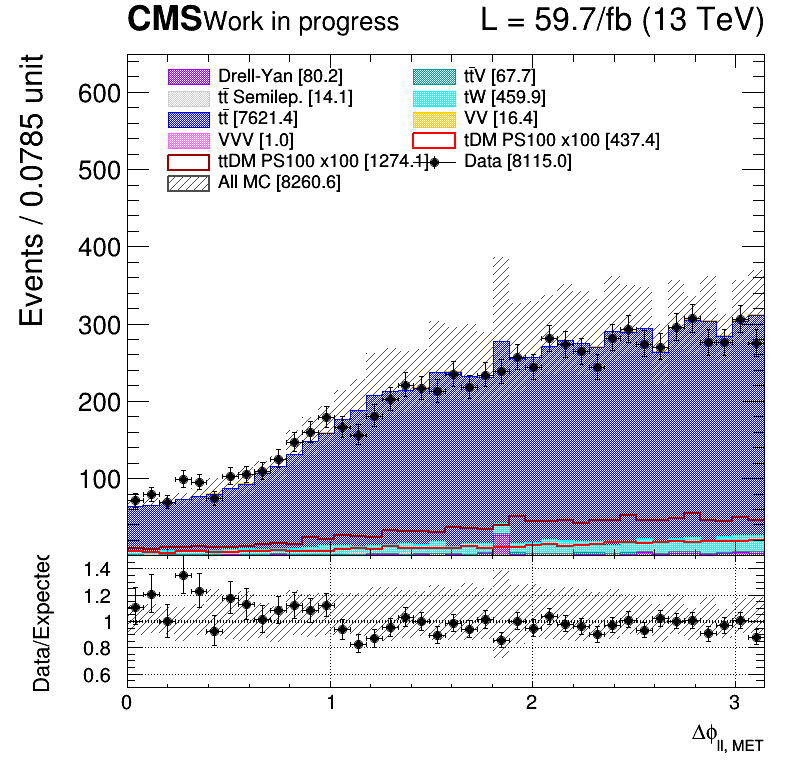 CMS Work in progress L = 59.7/fb (13 TeV)
Events / 0.0785 unit
600
500
400
300
200
100
Drell-Yan [80.2] tt̄V [67.7]
tt̄ Semilep. [14.1] tW [459.9]
tt̄ [7621.4] VV [16.4]
VVV [1.0] tDM PS100 x100 [437.4]
ttDM PS100 x100 [1274.1] Data [8115.0]
All MC [8260.6]
Data/Expected
1.4
1.2
1
0.8
0.6
0 1 2 3
Δϕll, MET